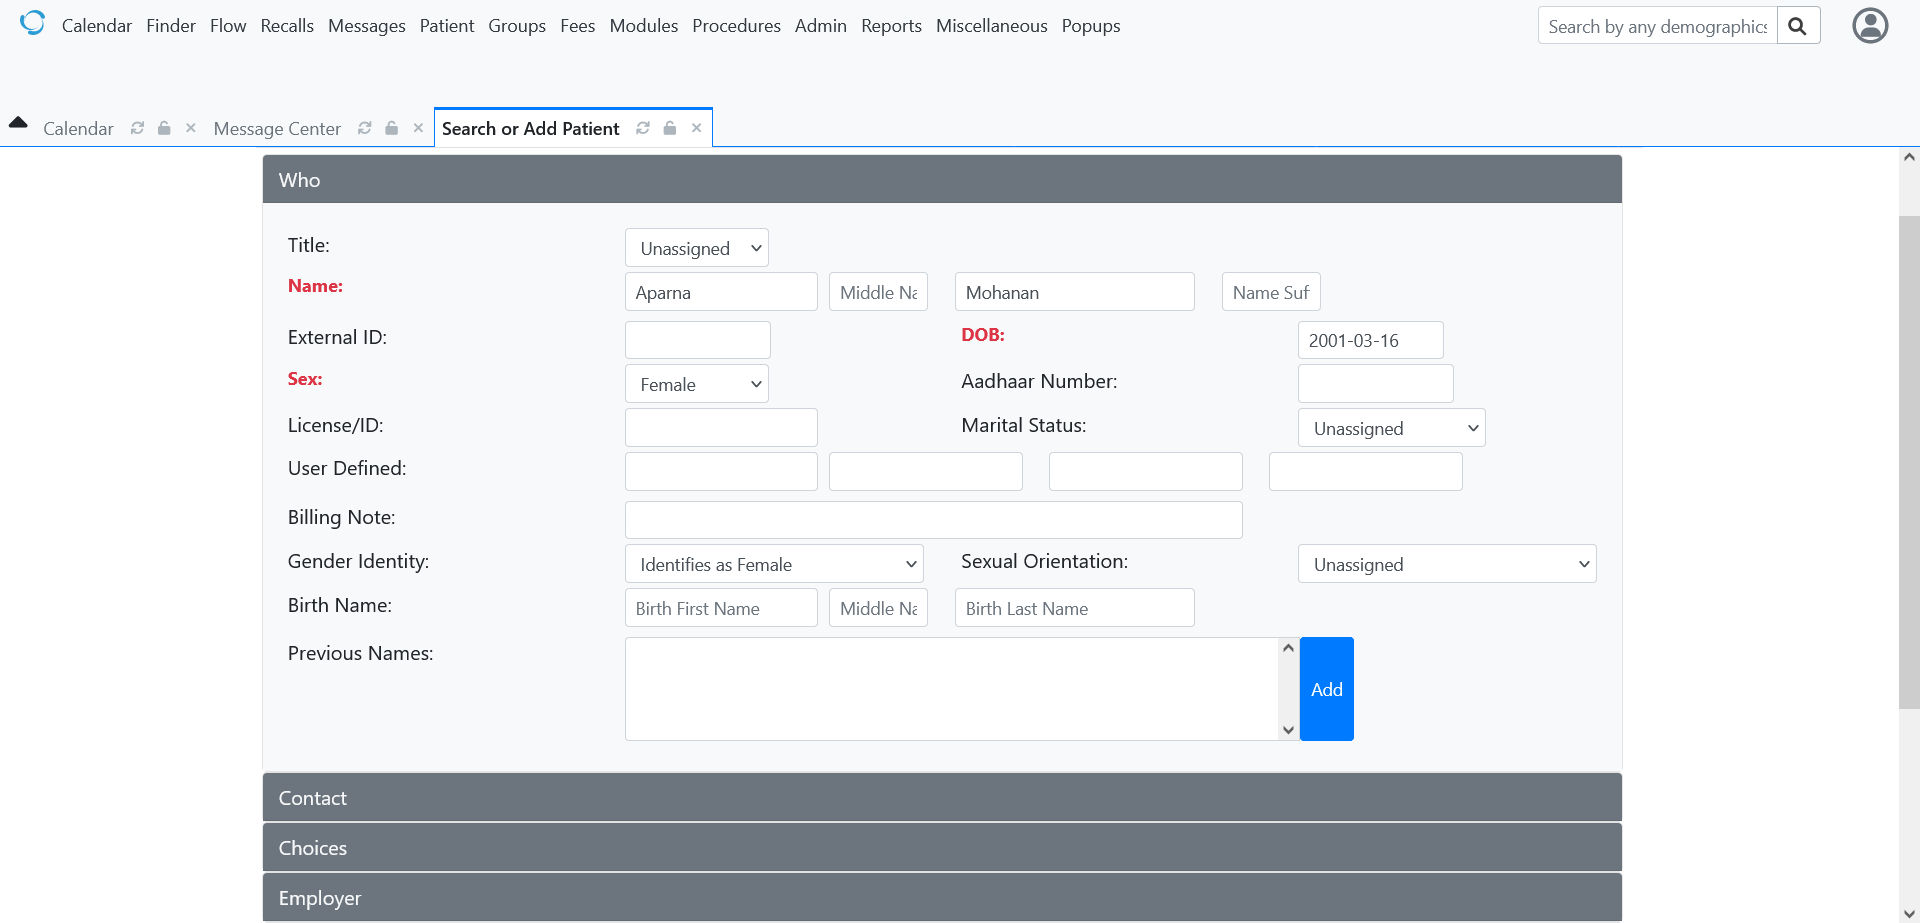 Calendar Finder Flow Recalls Messages Patient Groups Fees Modules Procedures Admin Reports Miscellaneous Popups Search by any demographics
Calendar Message Center Search or Add Patient
Who
Title: Unassigned
Name: Aparna Middle Na Mohanan Name Suf
External ID: DOB: 2001-03-16
Sex: Female Aadhaar Number:
License/ID: Marital Status: Unassigned
User Defined:
Billing Note:
Gender Identity: Identifies as Female Sexual Orientation: Unassigned
Birth Name: Birth First Name Middle Na Birth Last Name
Previous Names: Add
Contact
Choices
Employer